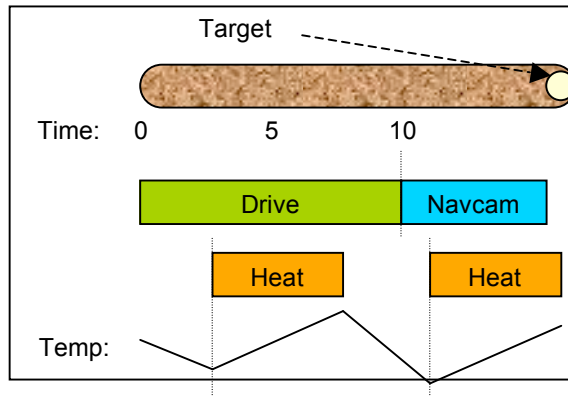 Target
Time: 0 5 10
Drive Navcam
Heat Heat
Temp: